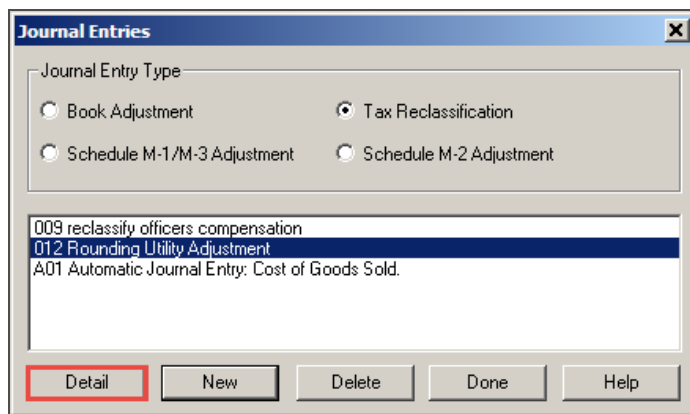 Journal Entries
Journal Entry Type
Book Adjustment
Tax Reclassification
Schedule M-1/M-3 Adjustment
Schedule M-2 Adjustment
009 reclassify officers compensation
012 Rounding Utility Adjustment
A01 Automatic Journal Entry: Cost of Goods Sold.
Detail
New
Delete
Done
Help